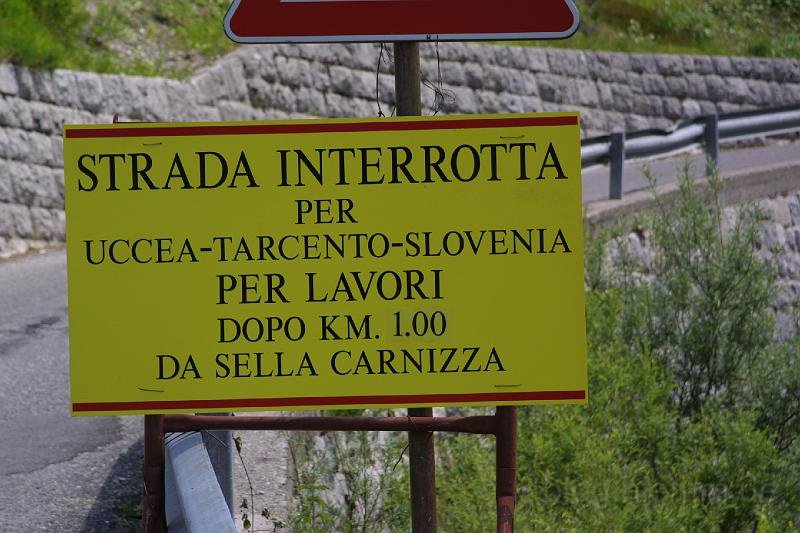 STRADA INTERROTTA
PER
UCCEA-TARCENTO-SLOVENIA
PER LAVORI
DOPO KM. 1.00
DA SELLA CARNIZZA